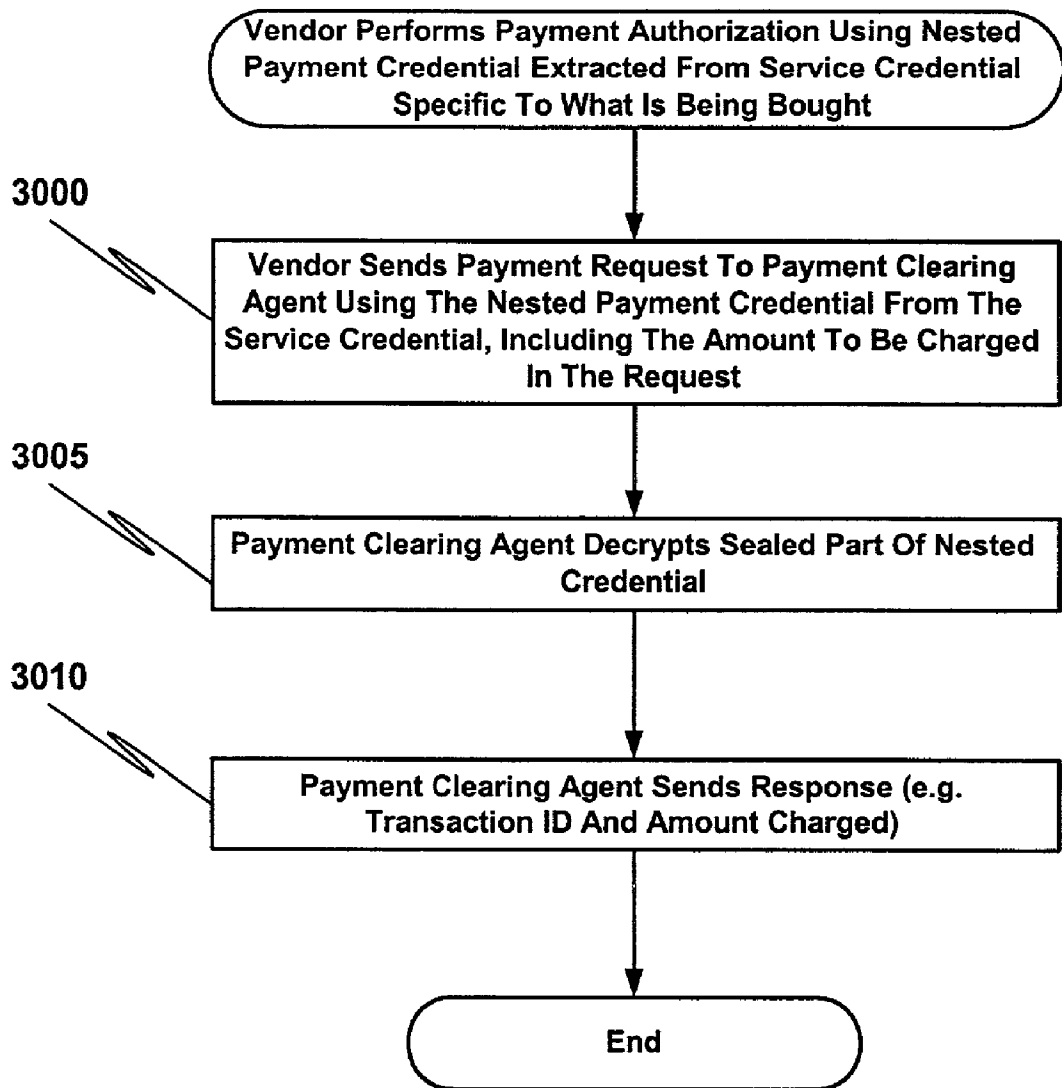 Vendor Performs Payment Authorization Using Nested
Payment Credential Extracted From Service Credential
Specific To What Is Being Bought
3000
Vendor Sends Payment Request To Payment Clearing
Agent Using The Nested Payment Credential From The
Service Credential, Including The Amount To Be Charged
In The Request
3005
Payment Clearing Agent Decrypts Sealed Part Of Nested
Credential
3010
Payment Clearing Agent Sends Response (e.g.
Transaction ID And Amount Charged)
End